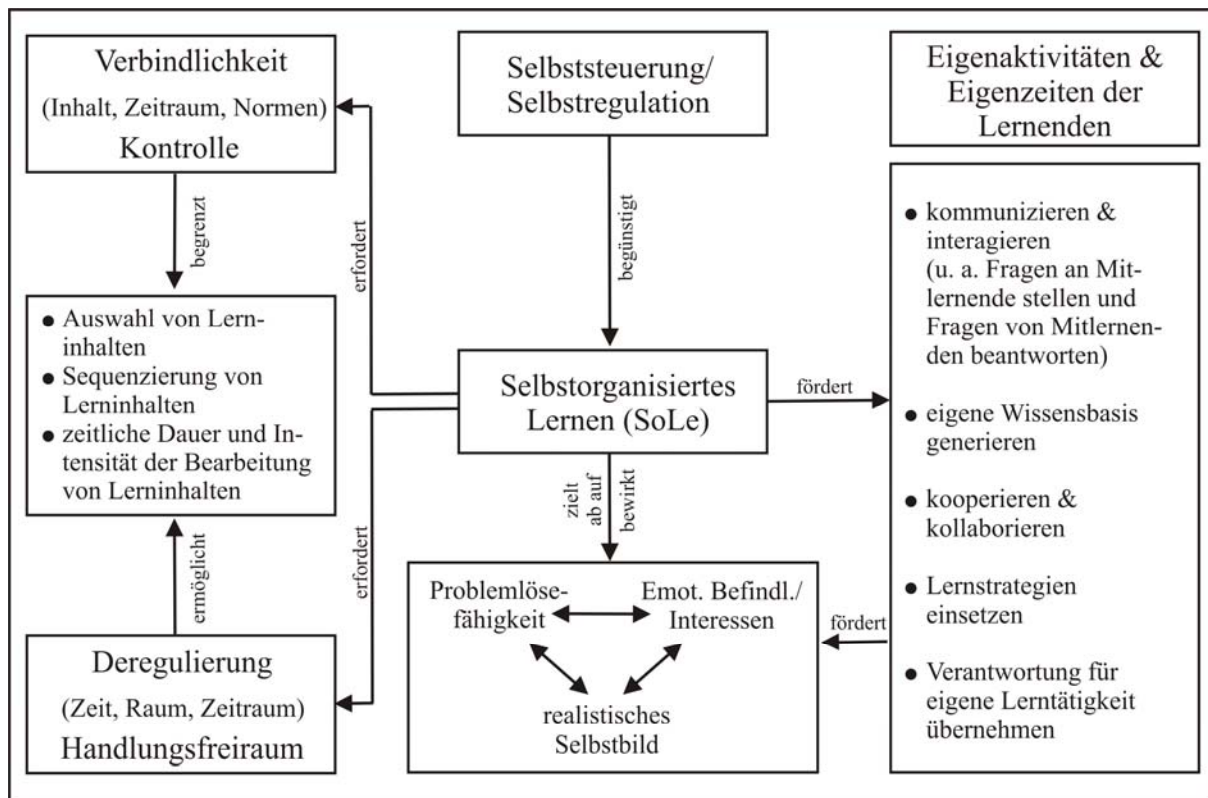 Verbindlichkeit
(Inhalt, Zeitraum, Normen)
Kontrolle
begrenzt
● Auswahl von Lern-
inhalten
● Sequenzierung von
Lerninhalten
● zeitliche Dauer und In-
tensität der Bearbeitung
von Lerninhalten
ermöglicht
Deregulierung
(Zeit, Raum, Zeitraum)
Handlungsfreiraum
erfordert
erfordert
Selbststeuerung/
Selbstregulation
begünstigt
Selbstorganisiertes
Lernen (SoLe)
zielt
ab auf
bewirkt
Problemlöse-
fähigkeit
Emot. Befindl./
Interessen
realistisches
Selbstbild
fördert
Eigenaktivitäten &
Eigenzeiten der
Lernenden
● kommunizieren &
interagieren
(u. a. Fragen an Mit-
lernende stellen und
Fragen von Mitlernen-
den beantworten)
● eigene Wissensbasis
generieren
● kooperieren &
kollaborieren
● Lernstrategien
einsetzen
● Verantwortung für
eigene Lerntätigkeit
übernehmen
fördert